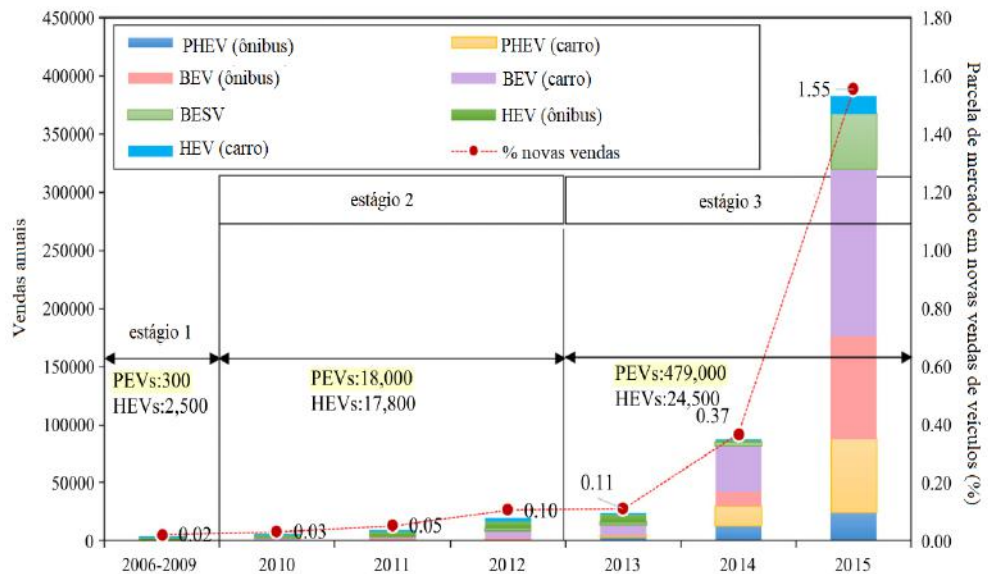 450000
400000
350000
300000
250000
200000
150000
100000
50000
0
Vendas anuais
1.80
1.60
1.40
1.20
1.00
0.80
0.60
0.40
0.20
0.00
Parcela de mercado em novas vendas de veículos (%)
PHEV (ônibus)
PHEV (carro)
BEV (ônibus)
BEV (carro)
BESV
HEV (ônibus)
HEV (carro)
% novas vendas
estágio 1
estágio 2
estágio 3
PEVs:300
HEVs:2,500
PEVs:18,000
HEVs:17,800
PEVs:479,000
HEVs:24,500
0.02
0.03
0.05
0.10
0.11
0.37
1.55
2006-2009
2010
2011
2012
2013
2014
2015